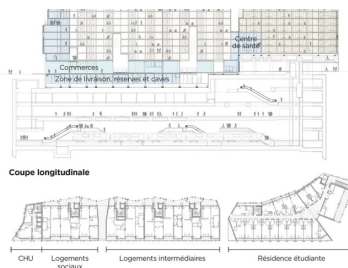 Centre
de santé
Commerces
Zone de livraison, réserves et caves
Coupe longitudinale
CHU
Logements
sociaux
Logements intermédiaires
Résidence étudiante